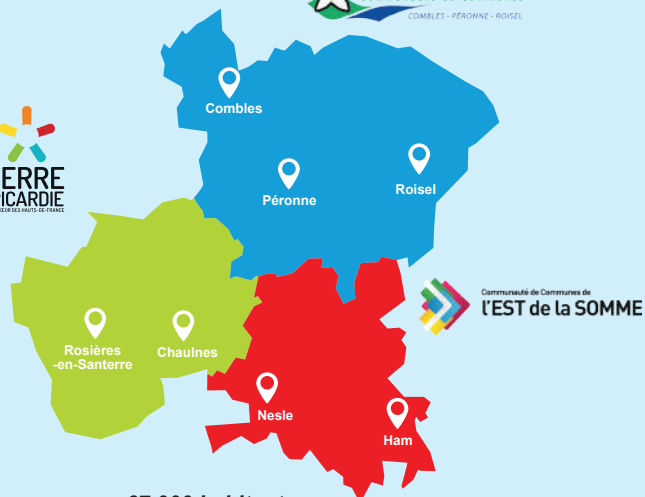 COMBLES - PÉRONNE - ROISEL
Combles
Péronne
Roisel
ERRE
ICARDIE
CŒUR DES HAUTS-DE-FRANCE
Communauté de Communes de
l'EST de la SOMME
Rosières
-en-Santerre
Chaulnes
Nesle
Ham